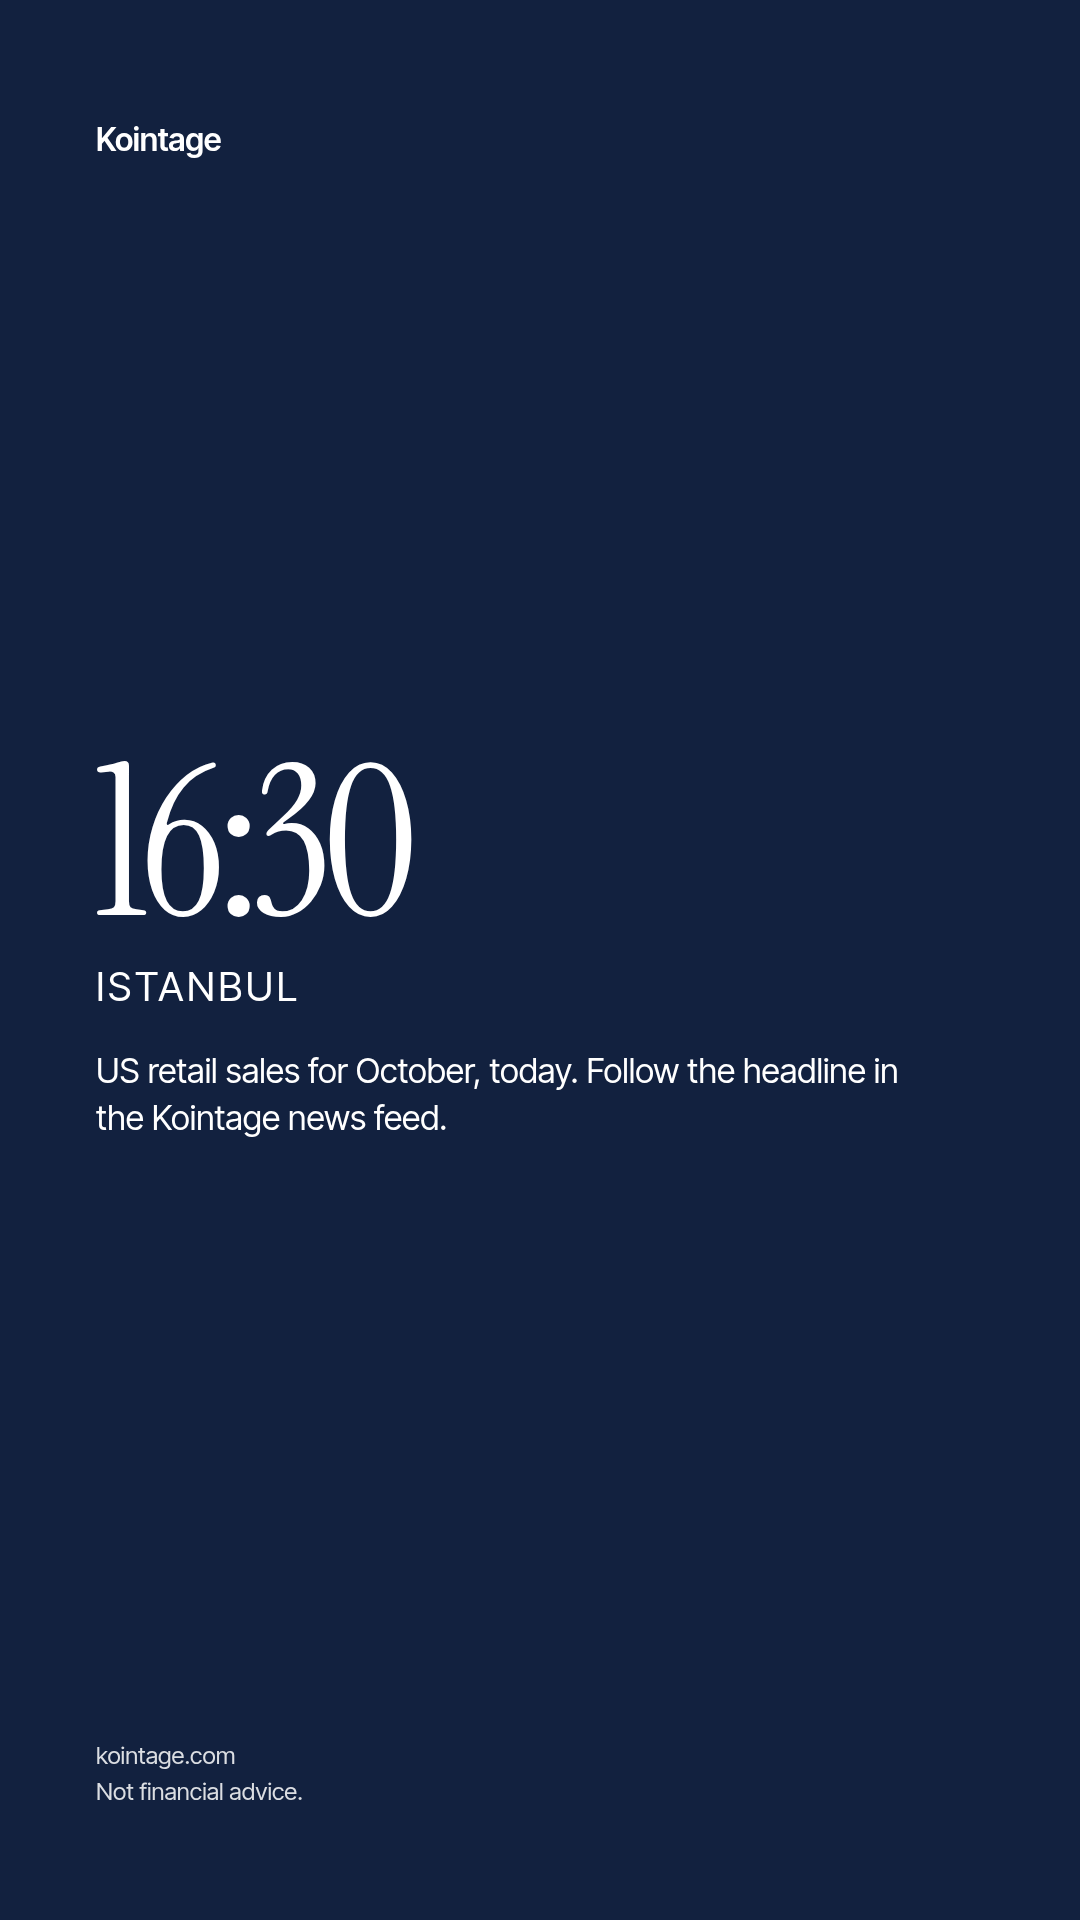 Kointage
16:30
ISTANBUL
US retail sales for October, today. Follow the headline in
the Kointage news feed.
kointage.com
Not financial advice.